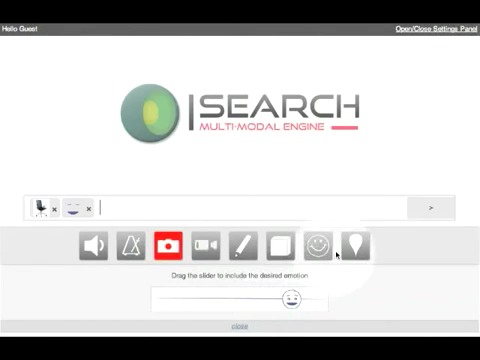 Hello Guest
Open/Close Settings Panel
|SEARCH
MULTI-MODAL ENGINE
>
Drag the slider to include the desired emotion
close